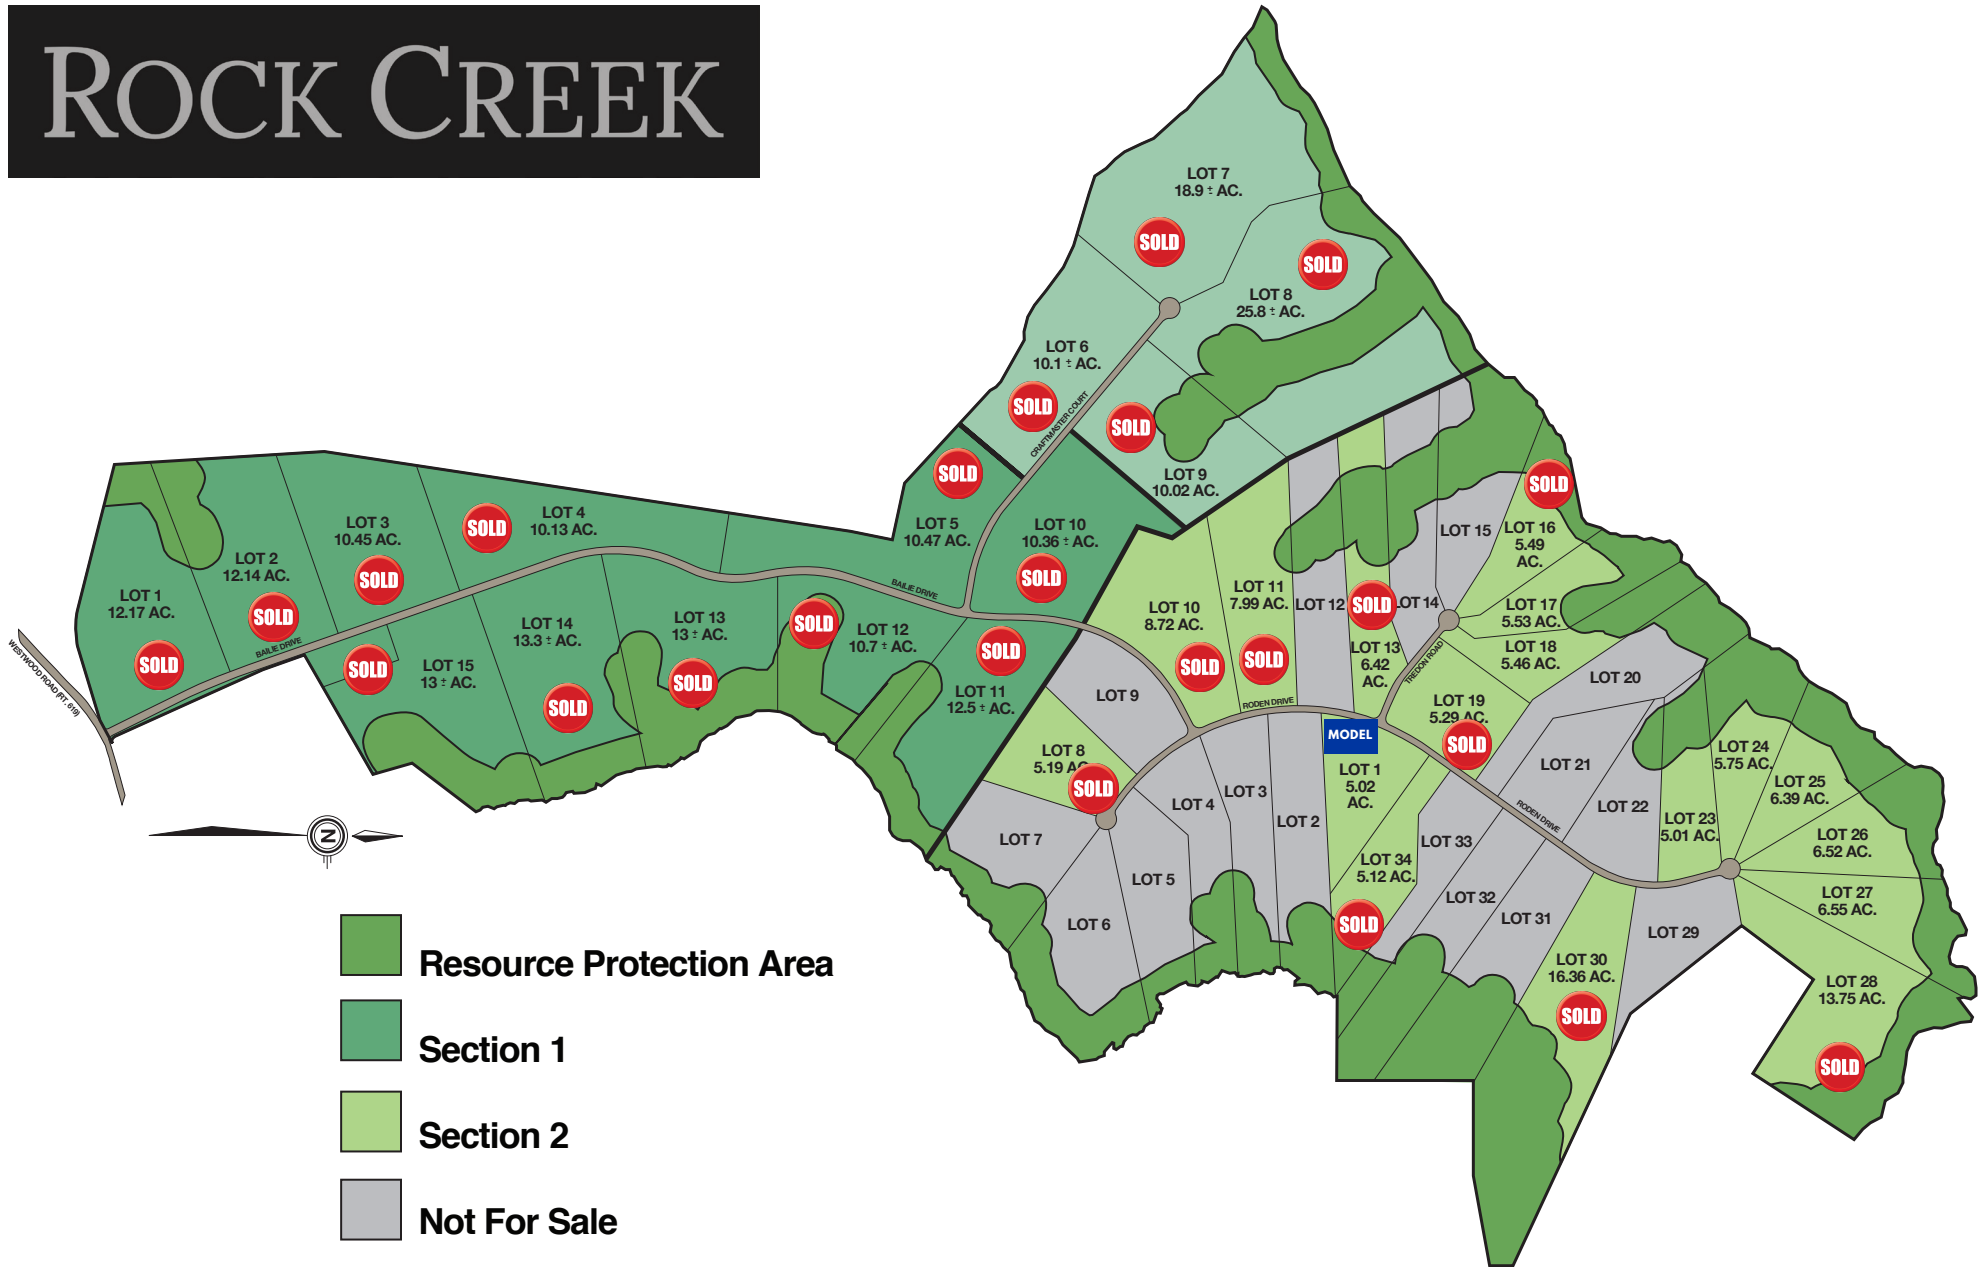 ROCK CREEK
LOT 7
18.9 ± AC.
SOLD
SOLD
LOT 8
25.8 ± AC.
LOT 6
10.1 ± AC.
SOLD
CRAFTMASTER COURT
SOLD
LOT 9
10.02 AC.
SOLD
LOT 5
10.47 AC.
LOT 10
10.36 ± AC.
SOLD
LOT 4
10.13 AC.
SOLD
LOT 3
10.45 AC.
SOLD
LOT 2
12.14 AC.
SOLD
LOT 1
12.17 AC.
SOLD
WESTWOOD ROAD (RT. 619)
BAILIE DRIVE
BAILIE DRIVE
SOLD
LOT 15
13 ± AC.
LOT 14
13.3 ± AC.
SOLD
LOT 13
13 ± AC.
SOLD
SOLD
LOT 12
10.7 ± AC.
SOLD
LOT 11
12.5 ± AC.
LOT 10
8.72 AC.
SOLD
LOT 11
7.99 AC.
SOLD
LOT 12
SOLD
LOT 13
6.42
AC.
LOT 14
LOT 15
SOLD
LOT 16
5.49
AC.
LOT 17
5.53 AC.
LOT 18
5.46 AC.
TREDON ROAD
LOT 19
5.29 AC.
SOLD
LOT 20
LOT 9
LOT 8
5.19 AC.
SOLD
RODEN DRIVE
MODEL
LOT 1
5.02
AC.
LOT 2
LOT 3
LOT 4
LOT 5
LOT 6
LOT 7
LOT 34
5.12 AC.
SOLD
LOT 33
LOT 32
LOT 31
RODEN DRIVE
LOT 21
LOT 22
LOT 23
5.01 AC.
LOT 24
5.75 AC.
LOT 25
6.39 AC.
LOT 26
6.52 AC.
LOT 27
6.55 AC.
LOT 28
13.75 AC.
SOLD
LOT 29
LOT 30
16.36 AC.
SOLD
N
Resource Protection Area
Section 1
Section 2
Not For Sale